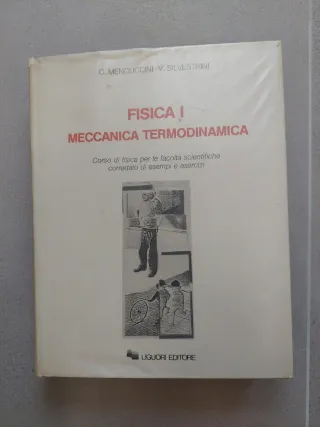 C. MENCUCCINI - V. SILVESTRINI
FISICA I
MECCANICA TERMODINAMICA
Corso di fisica per le facoltà scientifiche
corredato di esempi e esercizi
LIGUORI EDITORE